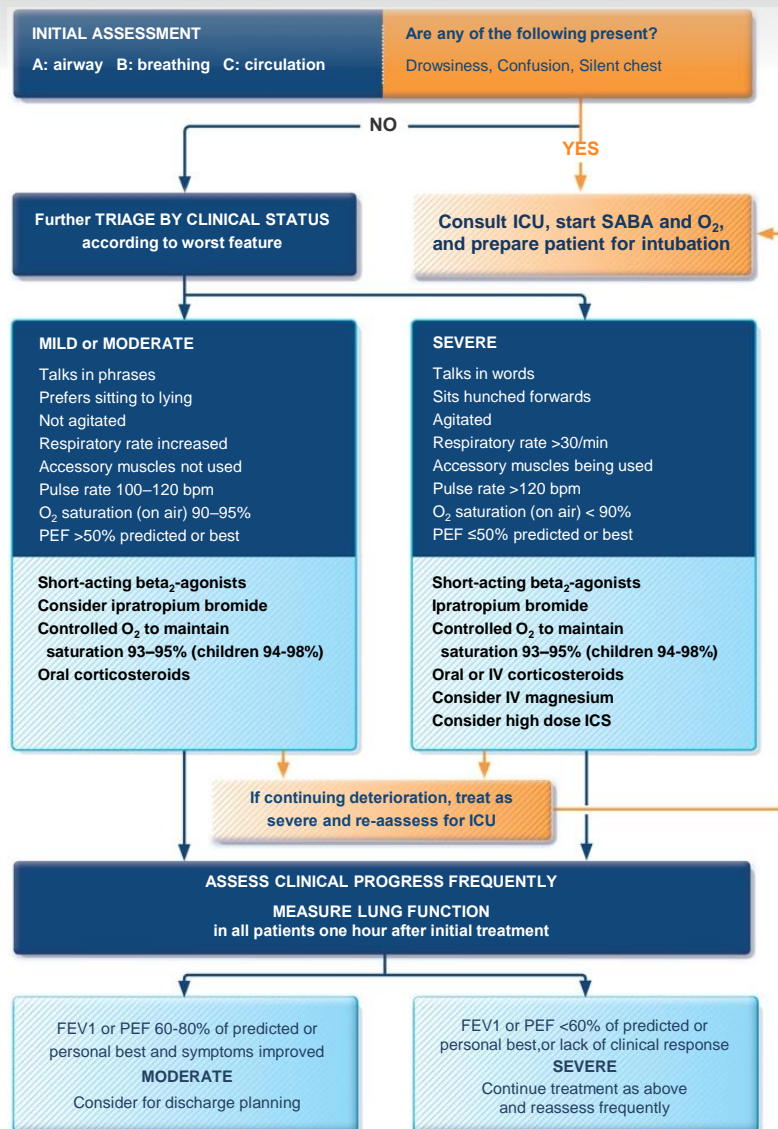 INITIAL ASSESSMENT
A: airway B: breathing C: circulation
Are any of the following present?
Drowsiness, Confusion, Silent chest
NO
YES
Further TRIAGE BY CLINICAL STATUS
according to worst feature
Consult ICU, start SABA and O₂,
and prepare patient for intubation
MILD or MODERATE
Talks in phrases
Prefers sitting to lying
Not agitated
Respiratory rate increased
Accessory muscles not used
Pulse rate 100–120 bpm
O₂ saturation (on air) 90–95%
PEF >50% predicted or best
SEVERE
Talks in words
Sits hunched forwards
Agitated
Respiratory rate >30/min
Accessory muscles being used
Pulse rate >120 bpm
O₂ saturation (on air) < 90%
PEF ≤50% predicted or best
Short-acting beta₂-agonists
Consider ipratropium bromide
Controlled O₂ to maintain
saturation 93–95% (children 94-98%)
Oral corticosteroids
Short-acting beta₂-agonists
Ipratropium bromide
Controlled O₂ to maintain
saturation 93–95% (children 94-98%)
Oral or IV corticosteroids
Consider IV magnesium
Consider high dose ICS
If continuing deterioration, treat as
severe and re-aassess for ICU
ASSESS CLINICAL PROGRESS FREQUENTLY
MEASURE LUNG FUNCTION
in all patients one hour after initial treatment
FEV1 or PEF 60-80% of predicted or
personal best and symptoms improved
MODERATE
Consider for discharge planning
FEV1 or PEF <60% of predicted or
personal best,or lack of clinical response
SEVERE
Continue treatment as above
and reassess frequently